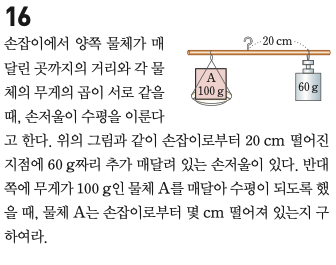 16
손잡이에서 양쪽 물체가 매
달린 곳까지의 거리와 각 물
체의 무게의 곱이 서로 같을
때, 손저울이 수평을 이룬다
20 cm
A
100 g
60 g
고 한다. 위의 그림과 같이 손잡이로부터 20 cm 떨어진
지점에 60 g짜리 추가 매달려 있는 손저울이 있다. 반대
쪽에 무게가 100 g인 물체 A를 매달아 수평이 되도록 했
을 때, 물체 A는 손잡이로부터 몇 cm 떨어져 있는지 구
하여라.